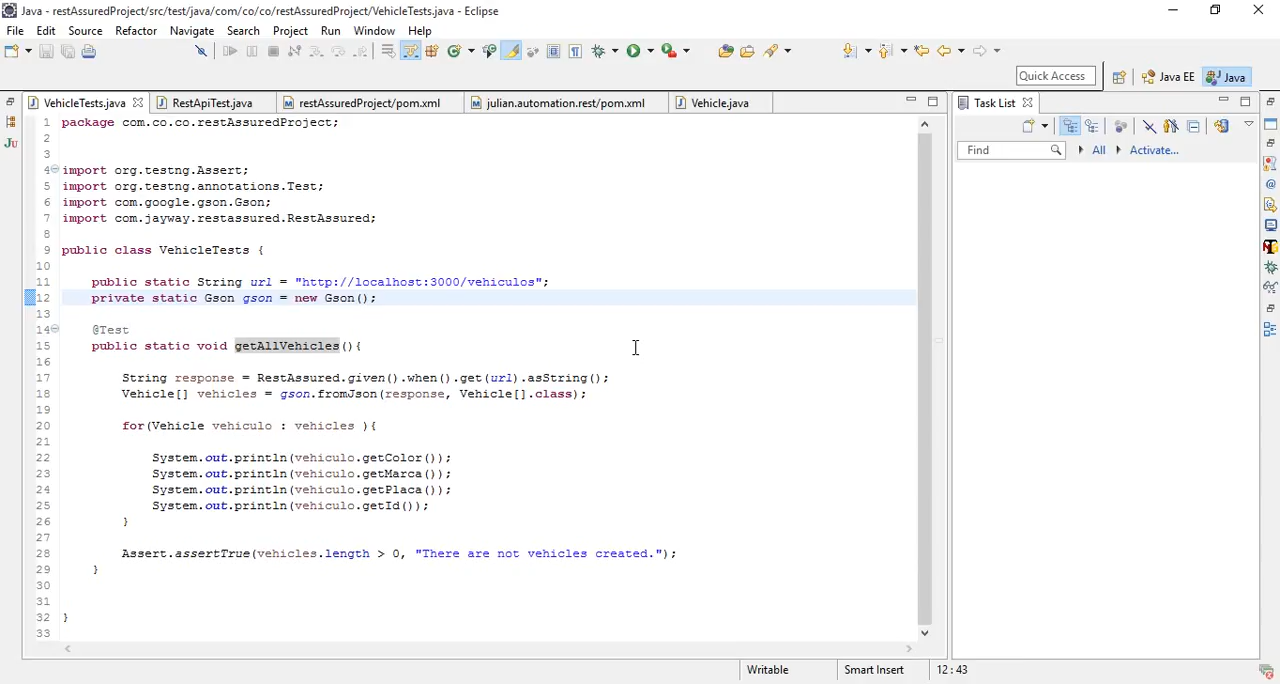 Java - restAssuredProject/src/test/java/com/co/co/restAssuredProject/VehicleTests.java - Eclipse
File Edit Source Refactor Navigate Search Project Run Window Help
Quick Access Java EE Java
VehicleTests.java RestApiTest.java restAssuredProject/pom.xml julian.automation.rest/pom.xml Vehicle.java Task List
1 package com.co.co.restAssuredProject;
2
3
4 import org.testng.Assert;
5 import org.testng.annotations.Test;
6 import com.google.gson.Gson;
7 import com.jayway.restassured.RestAssured;
8
9 public class VehicleTests {
10
11 public static String url = "http://localhost:3000/vehiculos";
12 private static Gson gson = new Gson();
13
14 @Test
15 public static void getAllVehicles(){
16
17 String response = RestAssured.given().when().get(url).asString();
18 Vehicle[] vehicles = gson.fromJson(response, Vehicle[].class);
19
20 for(Vehicle vehiculo : vehicles ){
21
22 System.out.println(vehiculo.getColor());
23 System.out.println(vehiculo.getMarca());
24 System.out.println(vehiculo.getPlaca());
25 System.out.println(vehiculo.getId());
26 }
27
28 Assert.assertTrue(vehicles.length > 0, "There are not vehicles created.");
29 }
30
31
32 }
33
Find All Activate...
Ju
Writable Smart Insert 12 : 43